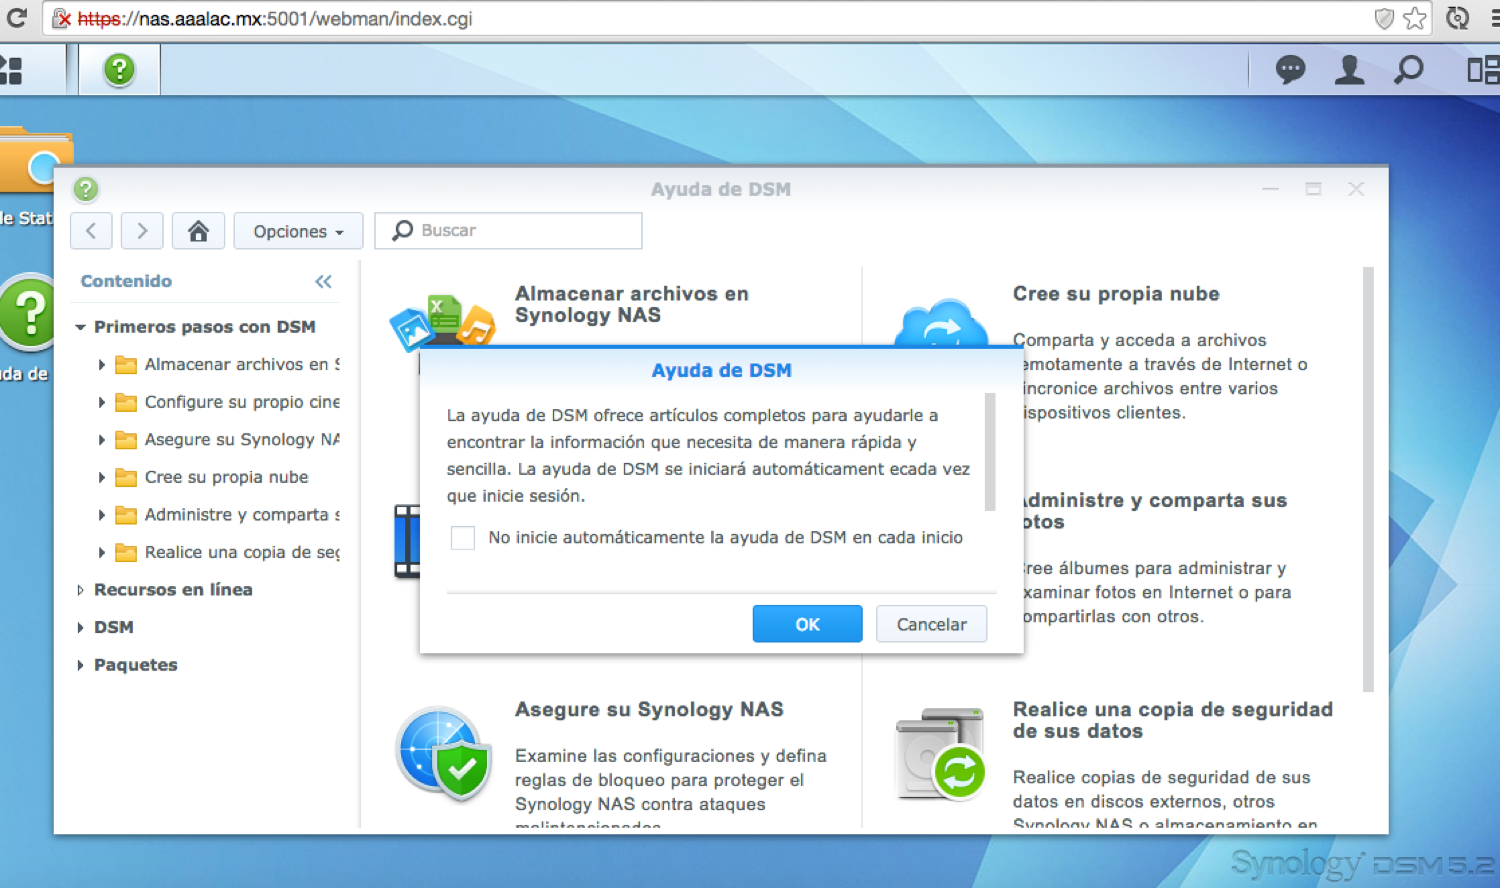 https://nas.aaalac.mx:5001/webman/index.cgi
Ayuda de DSM
Opciones
Buscar
Contenido
Primeros pasos con DSM
Almacenar archivos en S
Configure su propio cine
Asegure su Synology NA
Cree su propia nube
Administre y comparta s
Realice una copia de seg
Recursos en línea
DSM
Paquetes
Almacenar archivos en
Synology NAS
Cree su propia nube
Comparta y acceda a archivos
emotamente a través de Internet o
incronice archivos entre varios
ispositivos clientes.
Administre y comparta sus
otos
Cree álbumes para administrar y
xaminar fotos en Internet o para
ompartirlas con otros.
Ayuda de DSM
La ayuda de DSM ofrece artículos completos para ayudarle a
encontrar la información que necesita de manera rápida y
sencilla. La ayuda de DSM se iniciará automáticament ecada vez
que inicie sesión.
No inicie automáticamente la ayuda de DSM en cada inicio
OK
Cancelar
Asegure su Synology NAS
Examine las configuraciones y defina
reglas de bloqueo para proteger el
Synology NAS contra ataques
malintencionados
Realice una copia de seguridad
de sus datos
Realice copias de seguridad de sus
datos en discos externos, otros
Synology NAS o almacenamiento en
le Stat
da de
Synology DSM 5.2